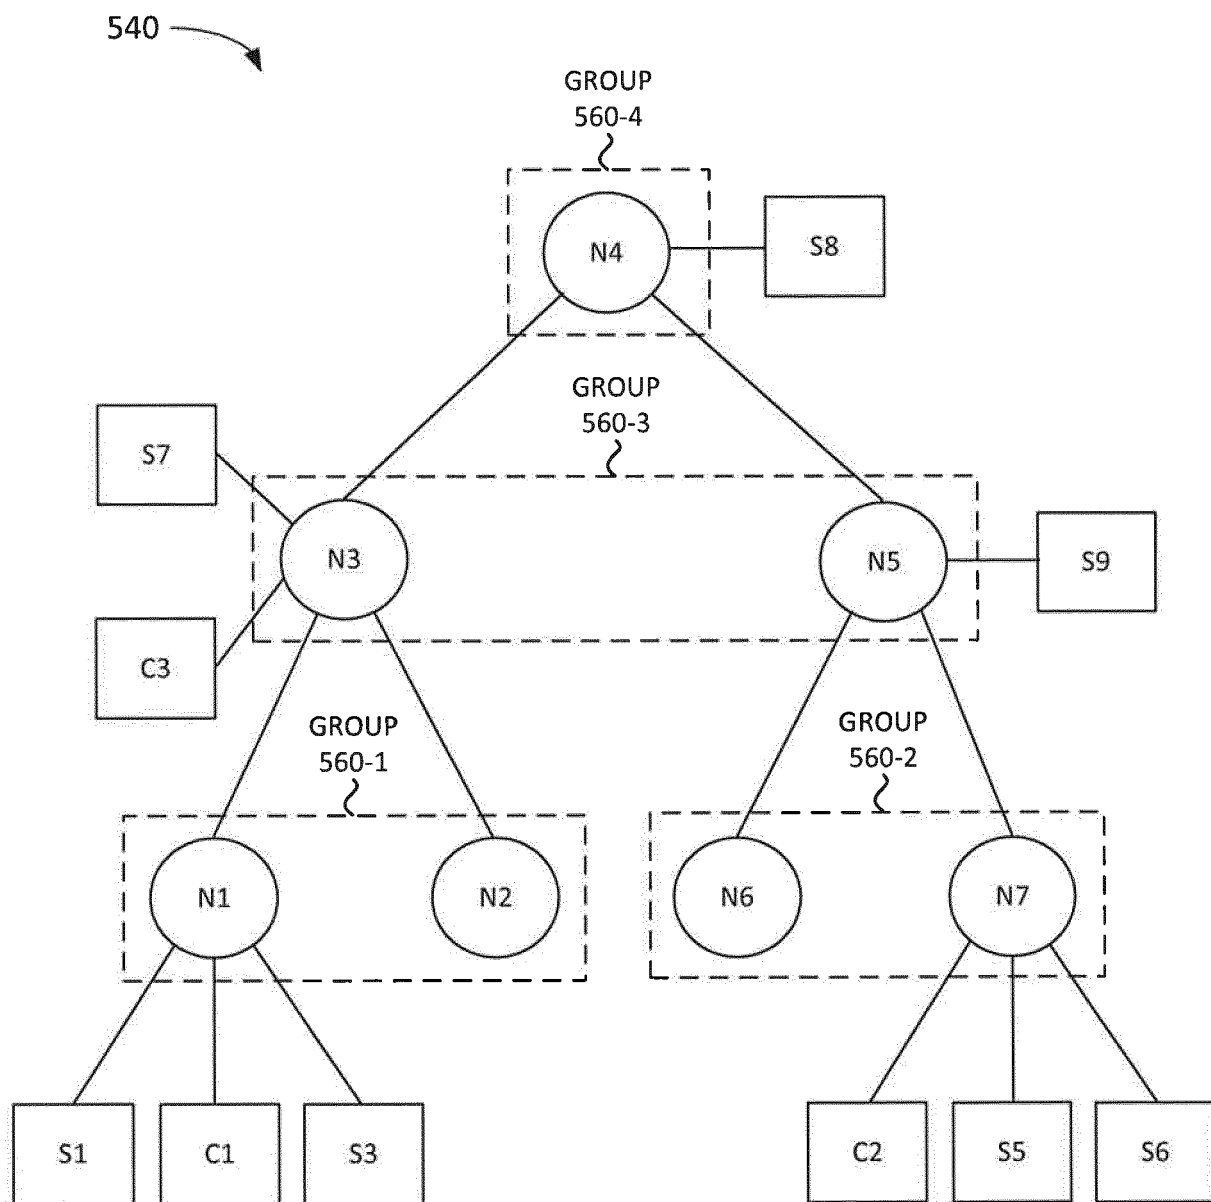 540
GROUP
560-4
N4
S8
GROUP
560-3
S7
N3
N5
S9
C3
GROUP
560-1
GROUP
560-2
N1
N2
N6
N7
S1
C1
S3
C2
S5
S6